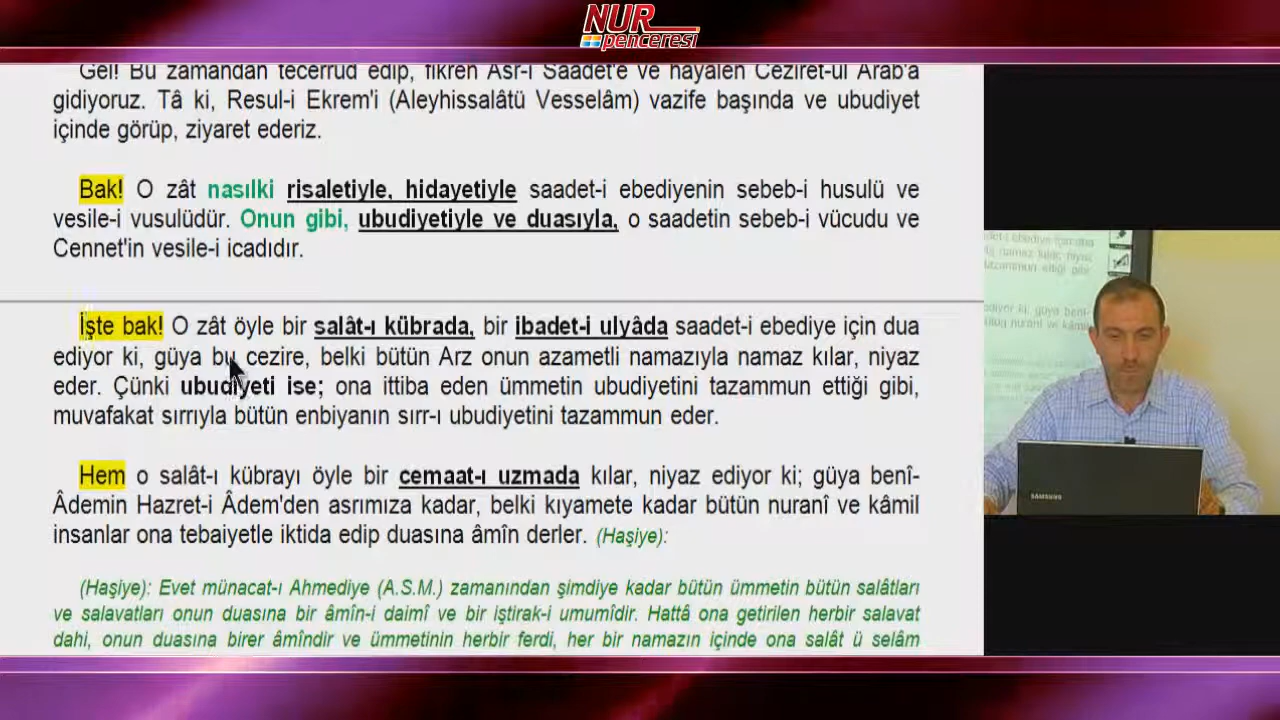 NUR
penceresi
Gel! Bu zamandan tecerrüd edip, fikren Asr-ı Saadet'e ve hayalen Ceziret-ül Arab'a
gidiyoruz. Tâ ki, Resul-i Ekrem'i (Aleyhissalâtü Vesselâm) vazife başında ve ubudiyet
içinde görüp, ziyaret ederiz.
Bak! O zât nasılki risaletiyle, hidayetiyle saadet-i ebediyenin sebeb-i husulü ve
vesile-i vusulüdür. Onun gibi, ubudiyetiyle ve duasıyla, o saadetin sebeb-i vücudu ve
Cennet'in vesile-i icadıdır.
İşte bak! O zât öyle bir salât-ı kübrada, bir ibadet-i ulyâda saadet-i ebediye için dua
ediyor ki, güya bu cezire, belki bütün Arz onun azametli namazıyla namaz kılar, niyaz
eder. Çünki ubudiyeti ise; ona ittiba eden ümmetin ubudiyetini tazammun ettiği gibi,
muvafakat sırrıyla bütün enbiyanın sırr-ı ubudiyetini tazammun eder.
Hem o salât-ı kübrayı öyle bir cemaat-ı uzmada kılar, niyaz ediyor ki; güya benî-
Âdemin Hazret-i Âdem'den asrımıza kadar, belki kıyamete kadar bütün nuranî ve kâmil
insanlar ona tebaiyetle iktida edip duasına âmîn derler. (Haşiye):
(Haşiye): Evet münacat-ı Ahmediye (A.S.M.) zamanından şimdiye kadar bütün ümmetin bütün salâtları
ve salavatları onun duasına bir âmîn-i daimî ve bir iştirak-i umumîdir. Hattâ ona getirilen herbir salavat
dahi, onun duasına birer âmîndir ve ümmetinin herbir ferdi, her bir namazın içinde ona salât ü selâm
SAMSUNG